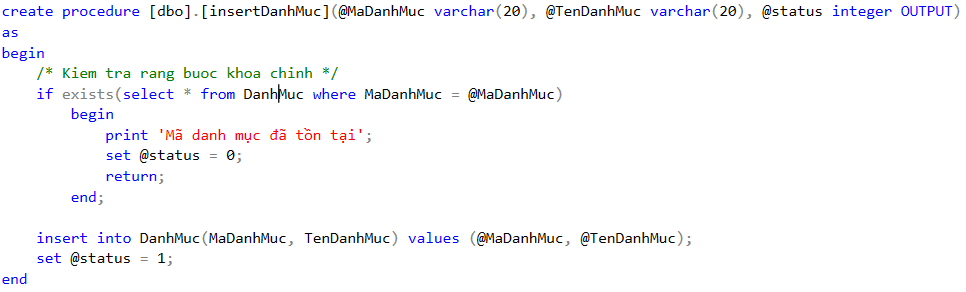 create procedure [dbo].[insertDanhMuc](@MaDanhMuc varchar(20), @TenDanhMuc varchar(20), @status integer OUTPUT)
as
begin
    /* Kiem tra rang buoc khoa chinh */
    if exists(select * from DanhMuc where MaDanhMuc = @MaDanhMuc)
        begin
            print 'Mã danh mục đã tồn tại';
            set @status = 0;
            return;
        end;

    insert into DanhMuc(MaDanhMuc, TenDanhMuc) values (@MaDanhMuc, @TenDanhMuc);
    set @status = 1;
end